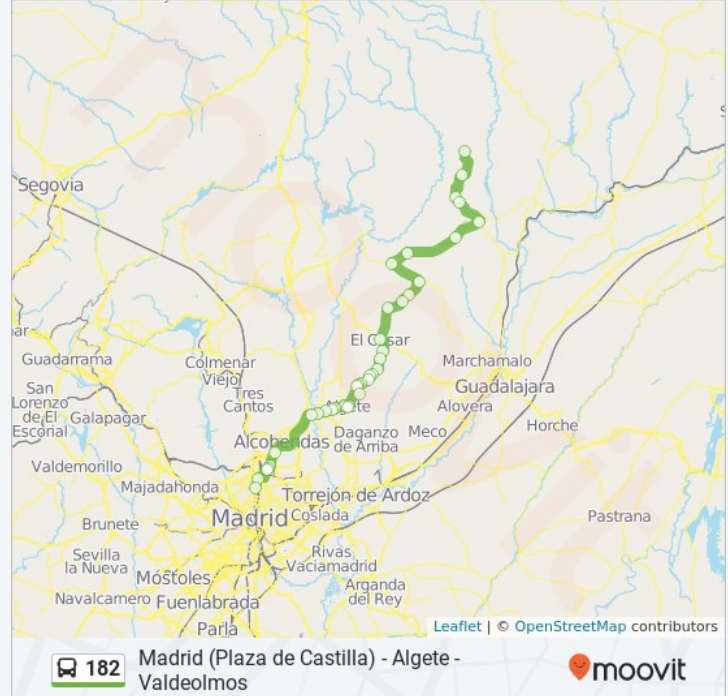 Segovia
El Casar
Guadarrama
Colmenar
Viejo
Marchamalo
Guadalajara
San
Lorenzo
de El
Escorial
Galapagar
Tres
Cantos
Algete
Alovera
Horche
Alcobendas
Daganzo
de Arriba
Meco
Valdemorillo
Majadahonda
Torrejón de Ardoz
Madrid
Coslada
Pastrana
Brunete
Sevilla
la Nueva
Rivas
Vaciamadrid
Móstoles
Arganda
del Rey
Navalcarnero
Fuenlabrada
Parla
Leaflet | © OpenStreetMap contributors
182
Madrid (Plaza de Castilla) - Algete -
Valdeolmos
moovit
moovit